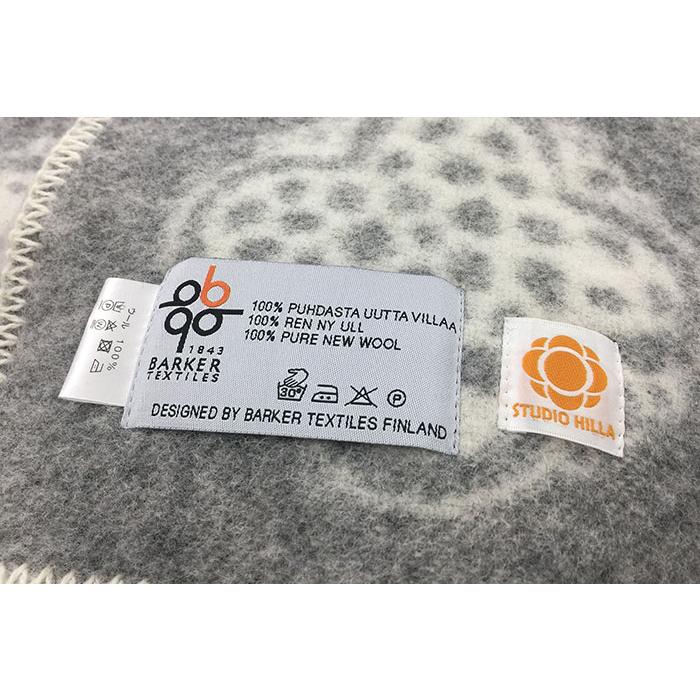 1843
BARKER
TEXTILES
100% PUHDASTA UUTTA VILLAA
100% REN NY ULL
100% PURE NEW WOOL
30°
P
DESIGNED BY BARKER TEXTILES FINLAND
STUDIO HILLA
ウール 100%